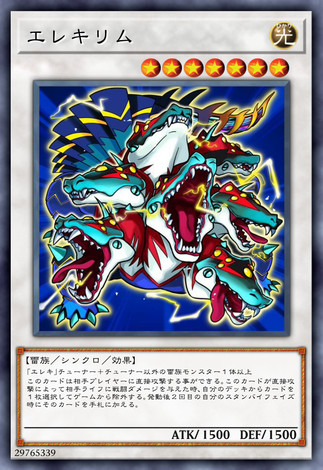 エレキリム
光
【雷族／シンクロ／効果】
「エレキ」チューナー＋チューナー以外の雷族モンスター１体以上
このカードは相手プレイヤーに直接攻撃する事ができる。このカードが直接攻
撃によって相手ライフに戦闘ダメージを与えた時、自分のデッキからカードを
１枚選択してゲームから除外する。発動後２回目の自分のスタンバイフェイズ
時にそのカードを手札に加える。
ATK/ 1500 DEF/ 1500
29765339